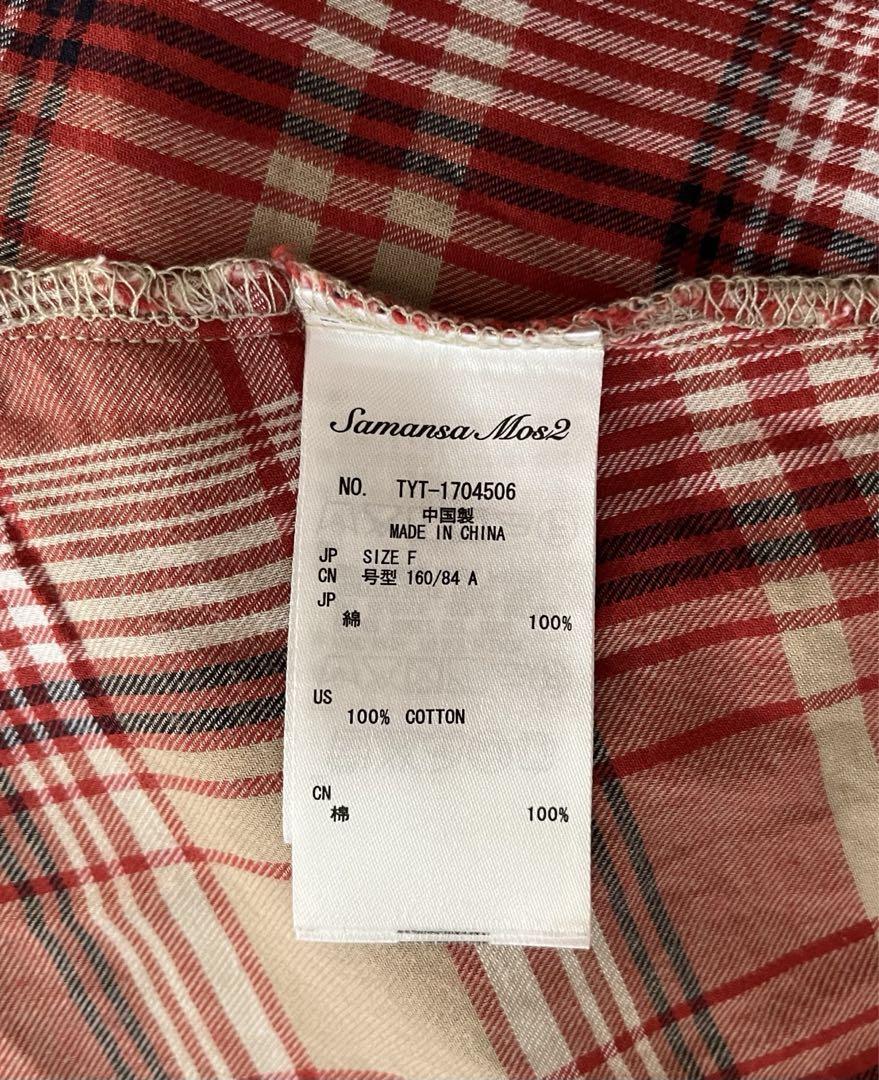 Samansa Mos2
NO. TYT-1704506
中国製
MADE IN CHINA
JP SIZE F
CN 号型 160/84 A
JP
綿 100%
US
100% COTTON
CN
棉 100%